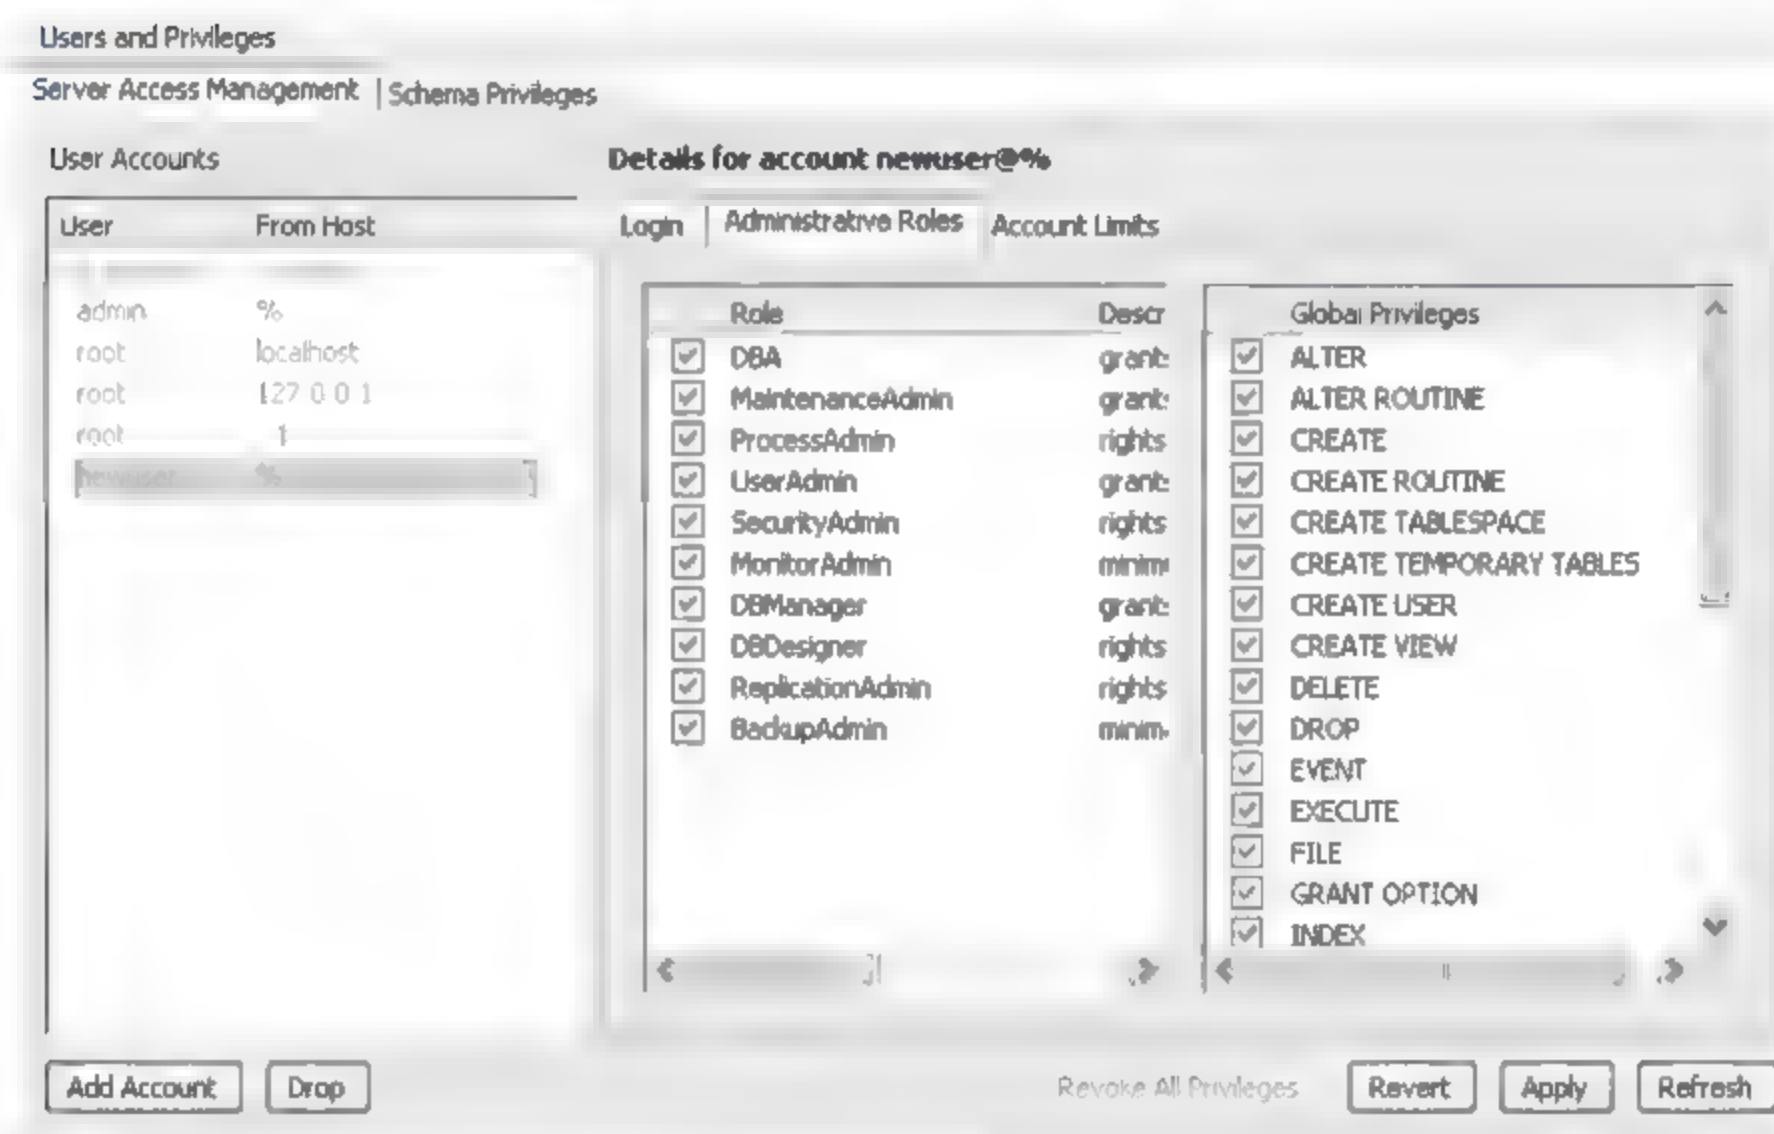 Users and Privileges
Server Access Management | Schema Privileges
User Accounts
User From Host
admin %
root localhost
root 127 0 0 1
root 1
newuser %
Add Account Drop
Details for account newuser@%
Login | Administrative Roles Account Limits
Role Descr
DBA grant
MaintenanceAdmin grant
ProcessAdmin rights
UserAdmin grant
SecurityAdmin rights
MonitorAdmin minim
DBManager grant
DBDesigner rights
ReplicationAdmin rights
BackupAdmin minim
Global Privileges
ALTER
ALTER ROUTINE
CREATE
CREATE ROUTINE
CREATE TABLESPACE
CREATE TEMPORARY TABLES
CREATE USER
CREATE VIEW
DELETE
DROP
EVENT
EXECUTE
FILE
GRANT OPTION
INDEX
Revoke All Privileges Revert Apply Refresh